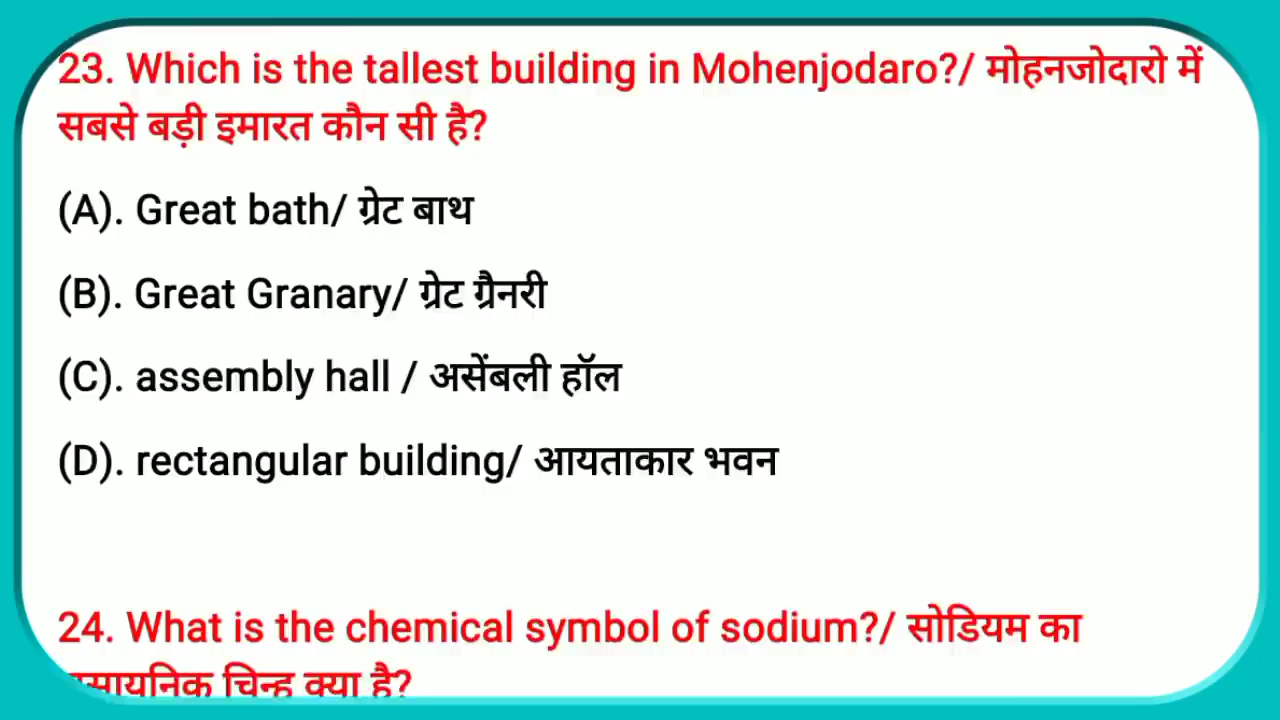 23. Which is the tallest building in Mohenjodaro?/ मोहनजोदारो में
सबसे बड़ी इमारत कौन सी है?
(A). Great bath/ ग्रेट बाथ
(B). Great Granary/ ग्रेट ग्रैनरी
(C). assembly hall / असेंबली हॉल
(D). rectangular building/ आयताकार भवन
24. What is the chemical symbol of sodium?/ सोडियम का
चिन्ह क्या है?